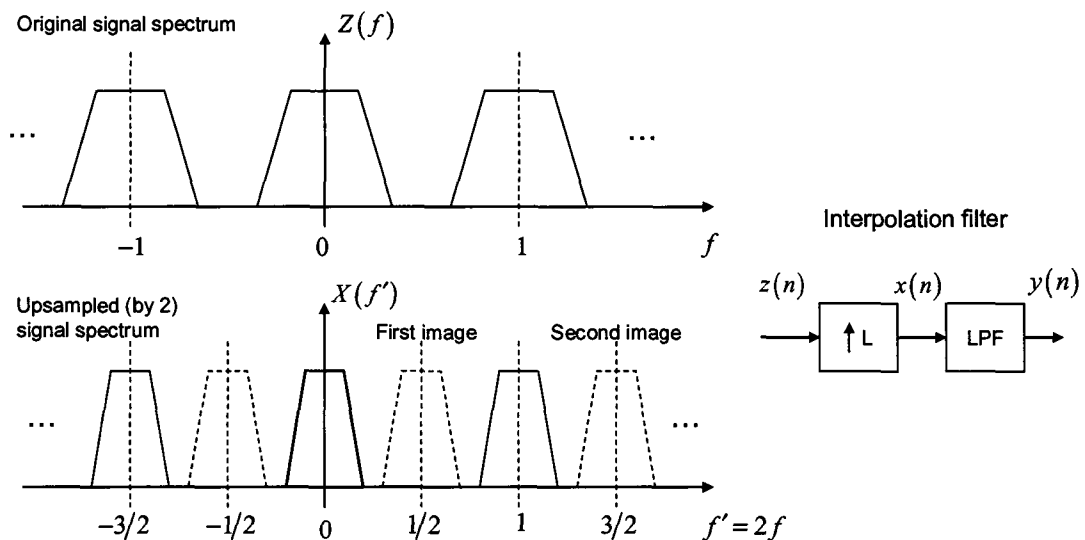 Original signal spectrum
Z(f)
...
...
−1
0
1
f
Upsampled (by 2)
signal spectrum
X(f′)
First image
Second image
...
...
−3/2
−1/2
0
1/2
1
3/2
f′ = 2f
Interpolation filter
z(n)
x(n)
y(n)
↑ L
LPF